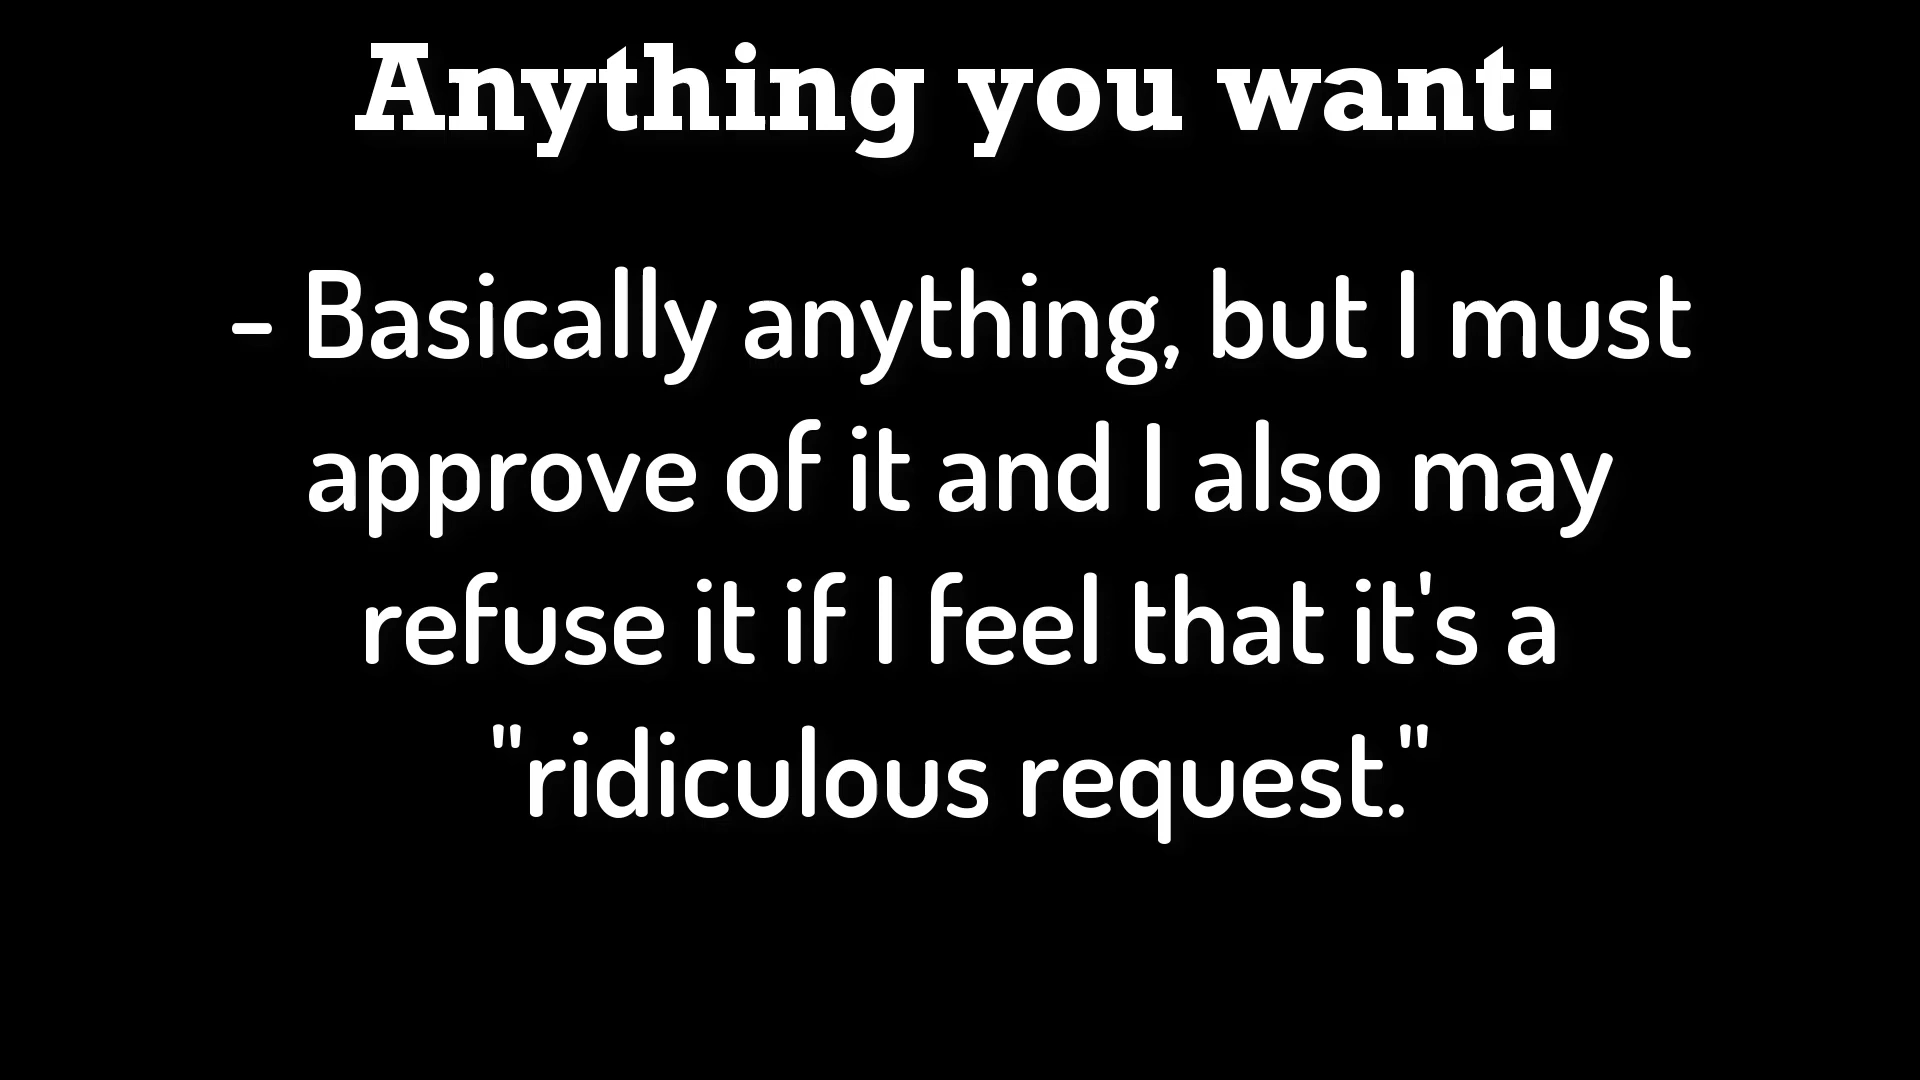 Anything you want:
- Basically anything, but I must
approve of it and I also may
refuse it if I feel that it's a
"ridiculous request."